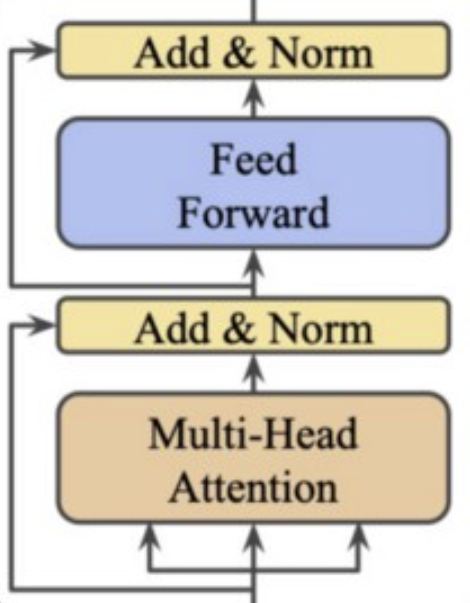 Add & Norm
Feed
Forward
Add & Norm
Multi-Head
Attention